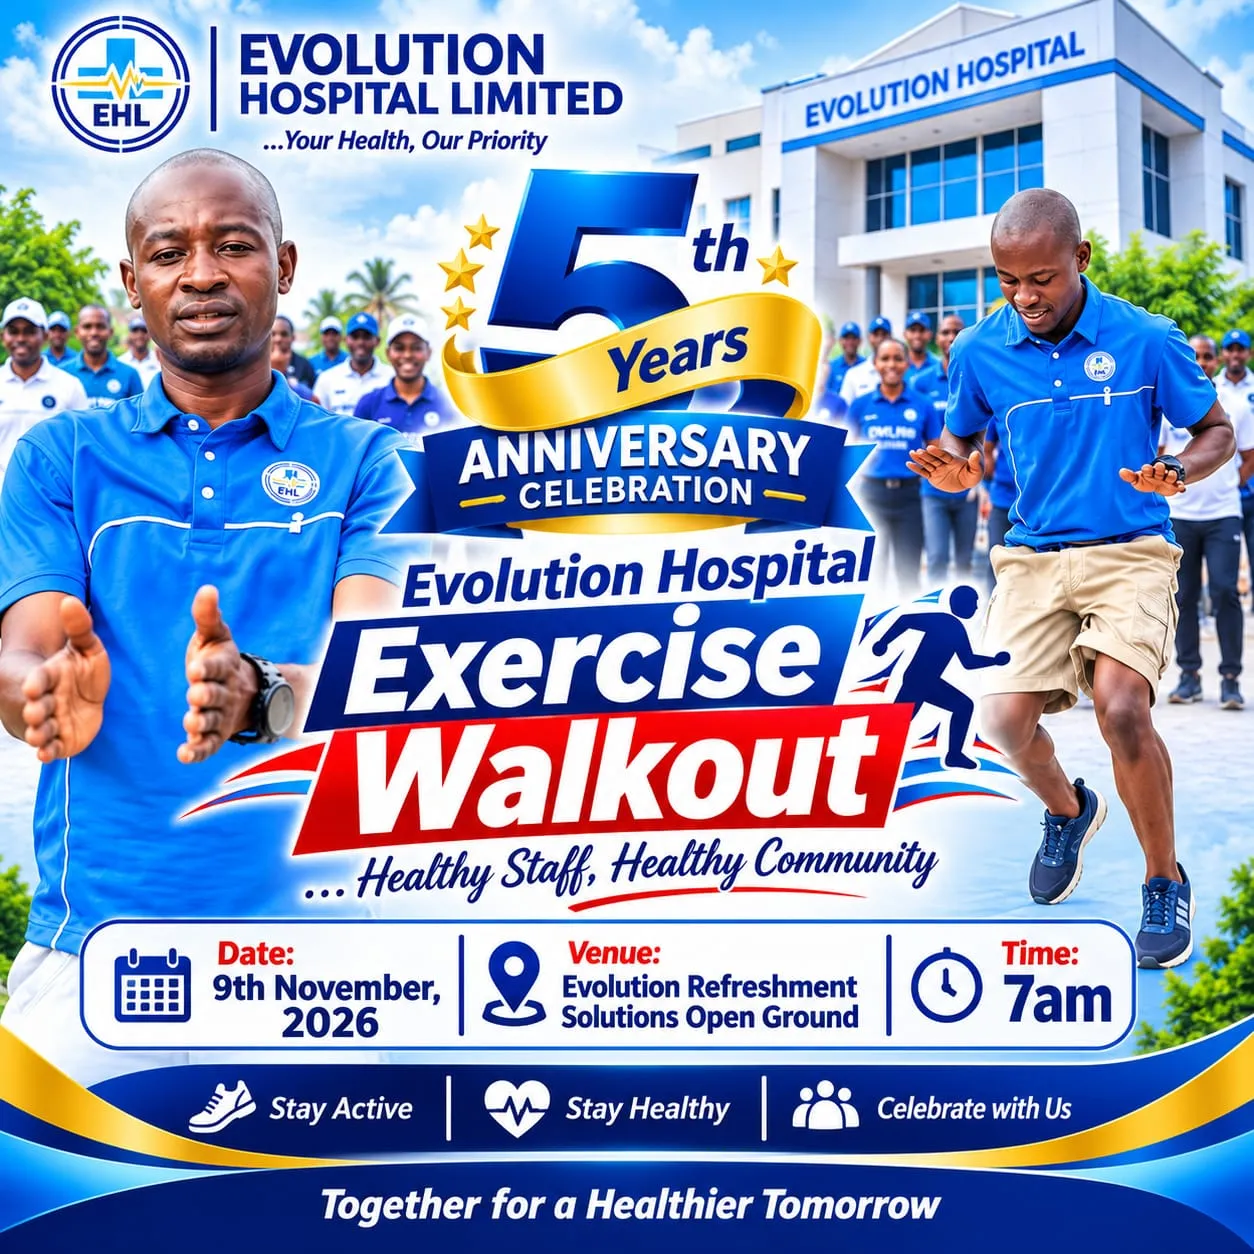 EHL
EVOLUTION
HOSPITAL LIMITED
...Your Health, Our Priority
EVOLUTION HOSPITAL
5th
Years
ANNIVERSARY
CELEBRATION
EHL
Evolution Hospital
Exercise
Walkout
... Healthy Staff, Healthy Community
Date:
9th November,
2026
Venue:
Evolution Refreshment
Solutions Open Ground
Time:
7am
Stay Active
Stay Healthy
Celebrate with Us
Together for a Healthier Tomorrow